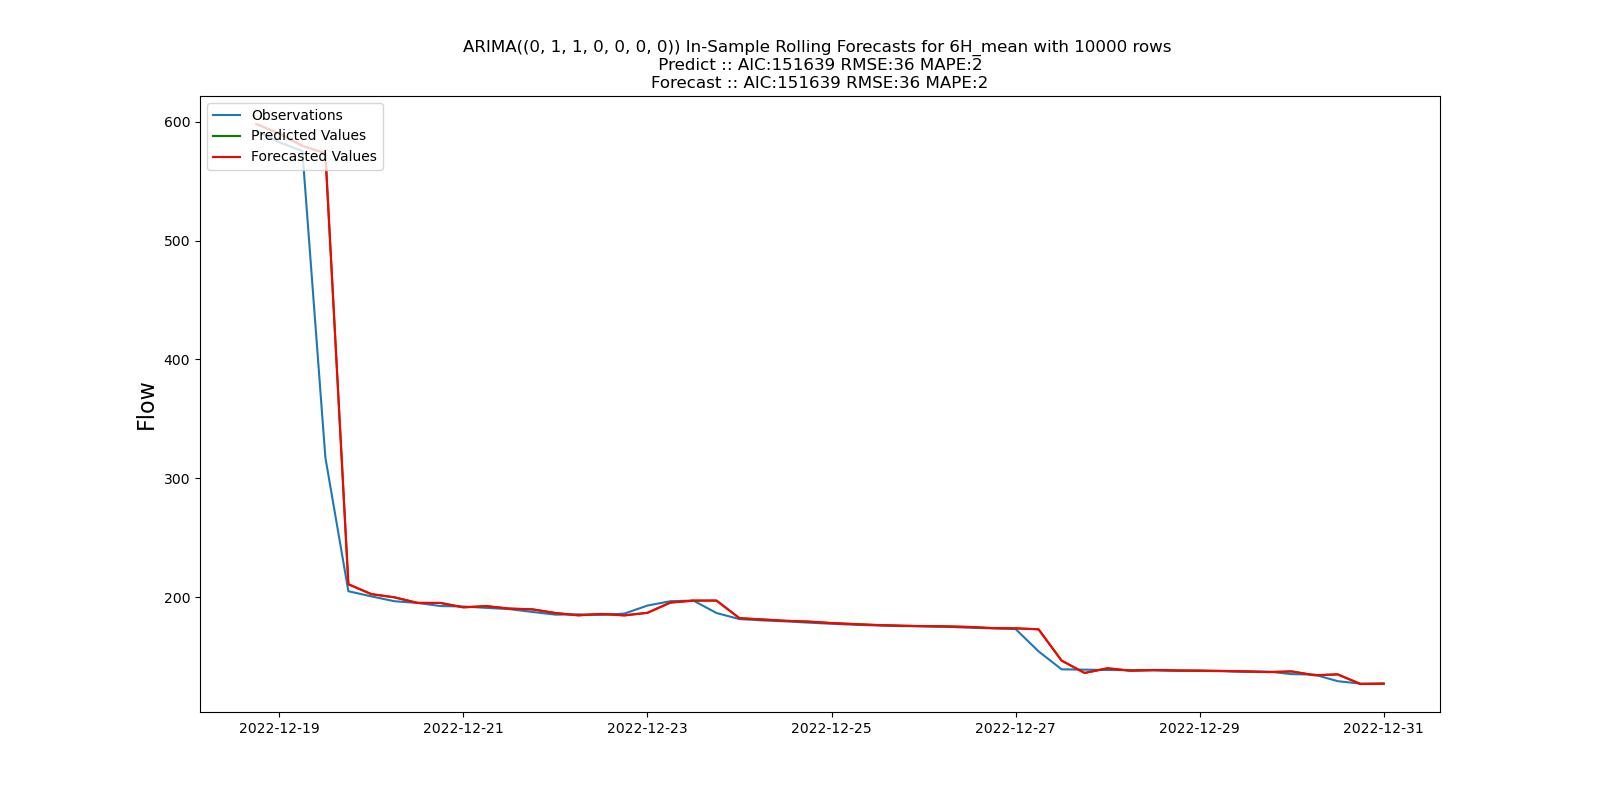 ARIMA((0, 1, 1, 0, 0, 0, 0)) In-Sample Rolling Forecasts for 6H_mean with 10000 rows
Predict :: AIC:151639 RMSE:36 MAPE:2
Forecast :: AIC:151639 RMSE:36 MAPE:2
Observations
Predicted Values
Forecasted Values
600
500
400
300
200
Flow
2022-12-19 2022-12-21 2022-12-23 2022-12-25 2022-12-27 2022-12-29 2022-12-31